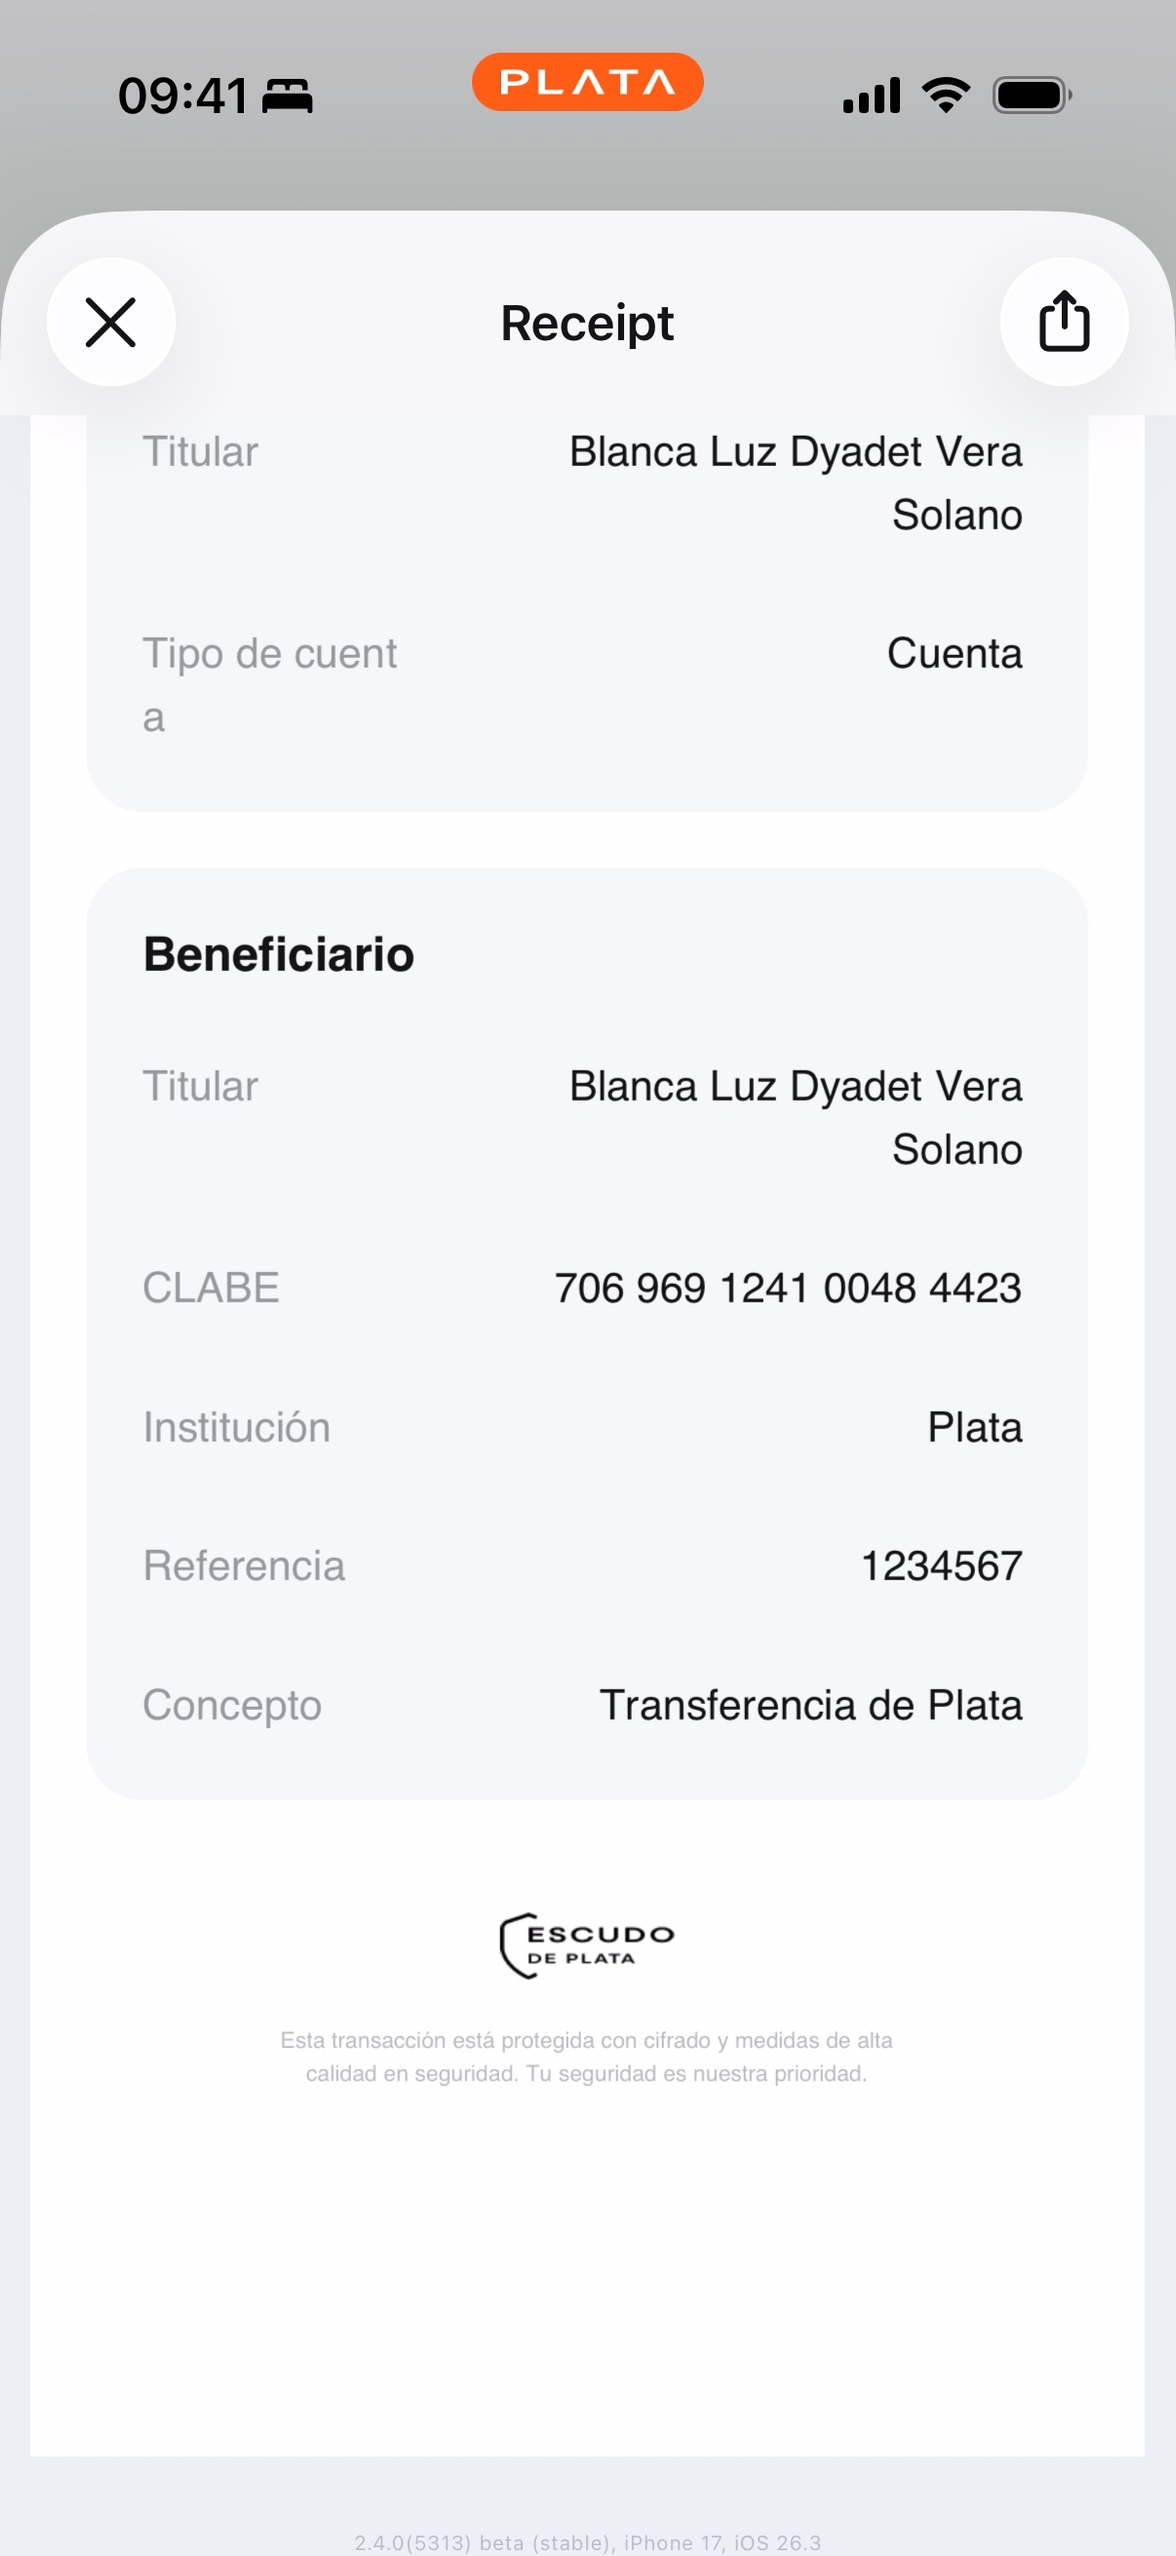 09:41
PLATA
Receipt
Titular
Blanca Luz Dyadet Vera
Solano
Tipo de cuent
a
Cuenta
Beneficiario
Titular
Blanca Luz Dyadet Vera
Solano
CLABE
706 969 1241 0048 4423
Institución
Plata
Referencia
1234567
Concepto
Transferencia de Plata
ESCUDO
DE PLATA
Esta transacción está protegida con cifrado y medidas de alta
calidad en seguridad. Tu seguridad es nuestra prioridad.
2.4.0(5313) beta (stable), iPhone 17, iOS 26.3